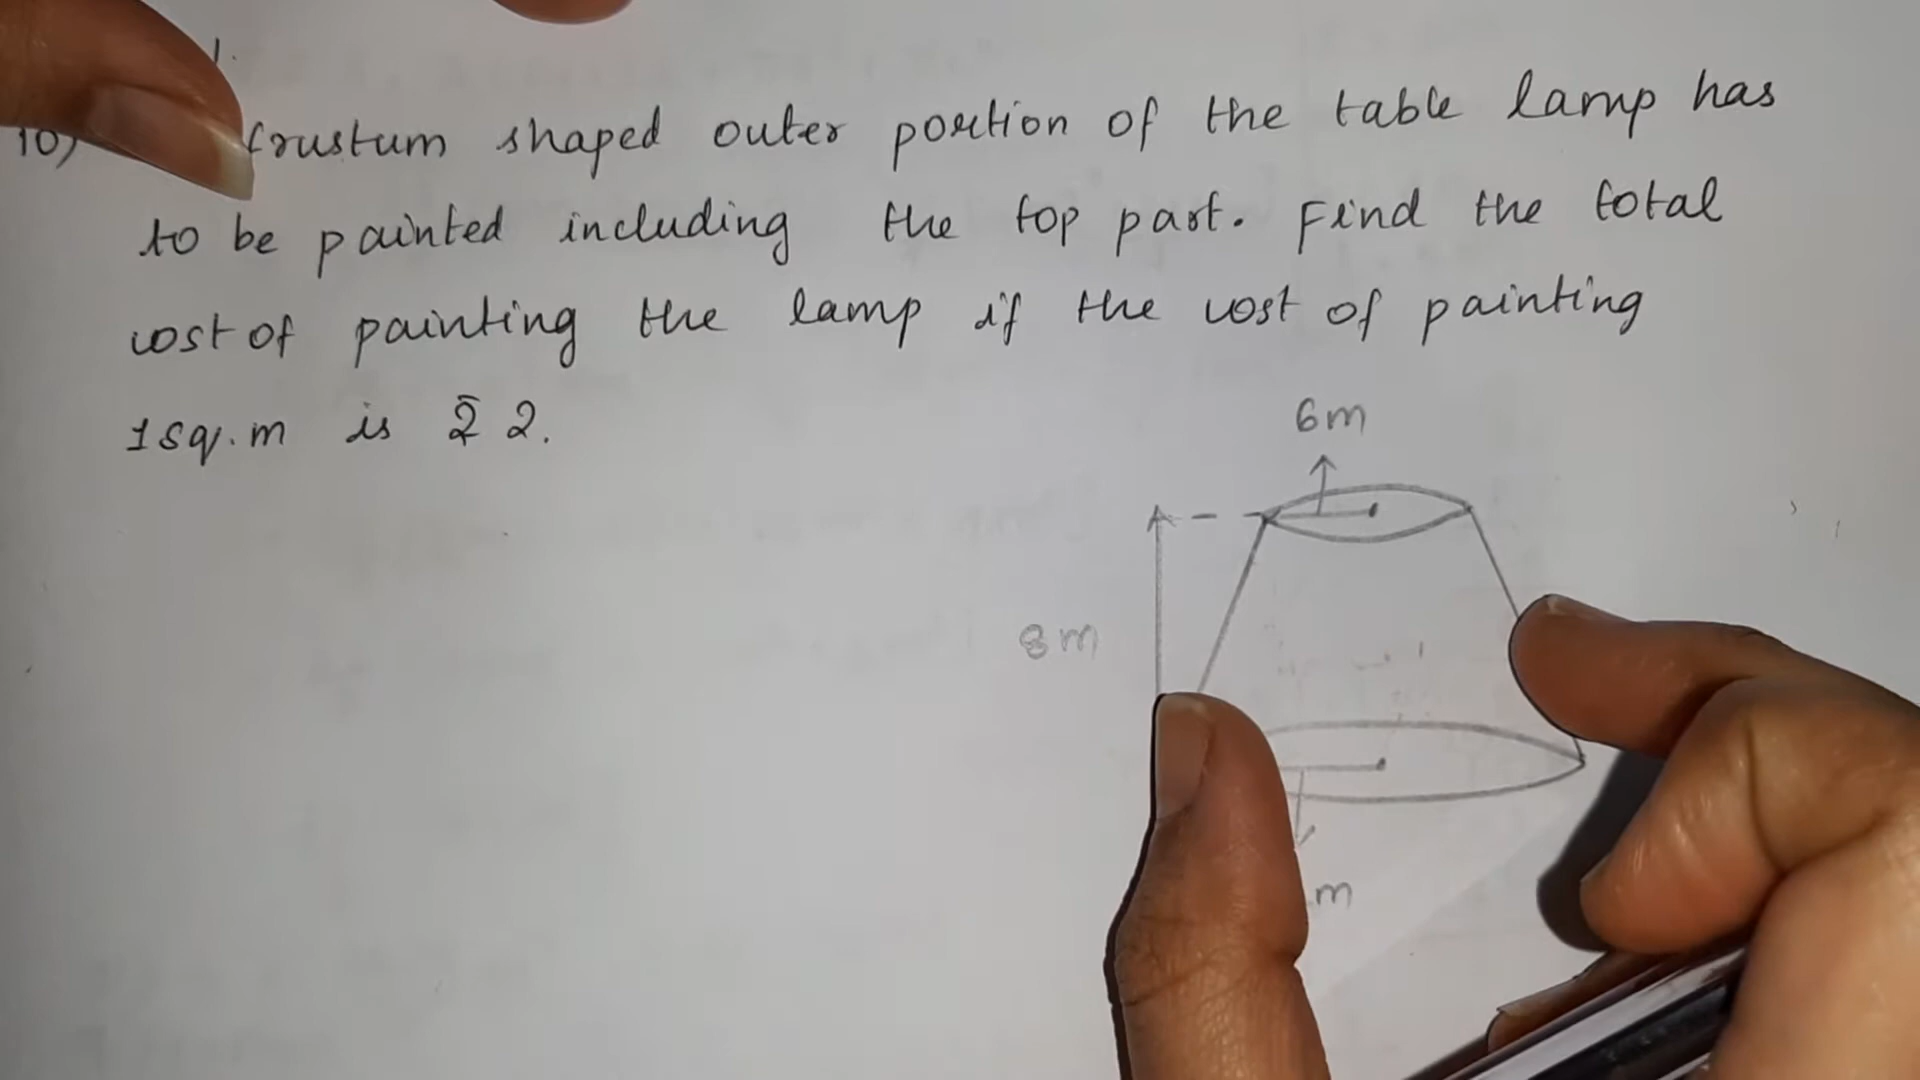 10)
frustum shaped outer portion of the table lamp has
to be painted including the top part. Find the total
cost of painting the lamp if the cost of painting
1sq.m is ₹ 2.
6m
8m
m